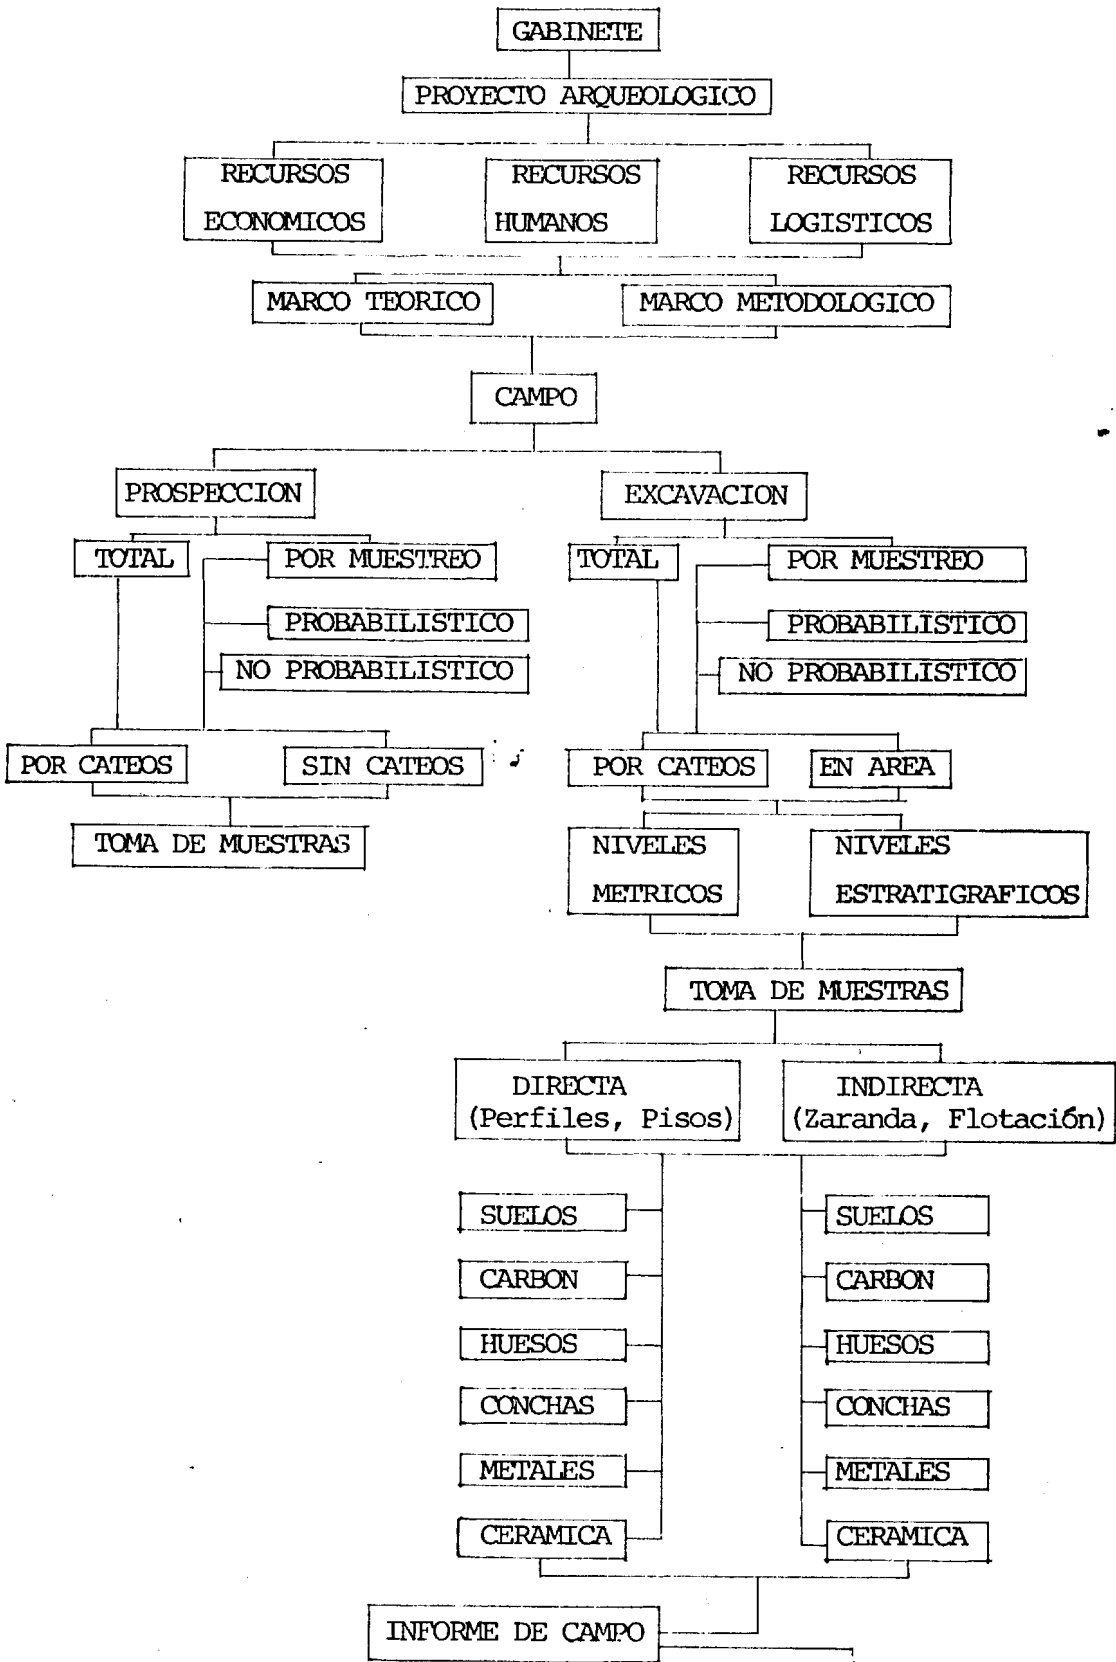 GABINETE
PROYECTO ARQUEOLOGICO
RECURSOS
ECONOMICOS
RECURSOS
HUMANOS
RECURSOS
LOGISTICOS
MARCO TEORICO
MARCO METODOLOGICO
CAMPO
PROSPECCION
EXCAVACION
TOTAL
POR MUESTREO
PROBABILISTICO
NO PROBABILISTICO
TOTAL
POR MUESTREO
PROBABILISTICO
NO PROBABILISTICO
POR CATEOS
SIN CATEOS
POR CATEOS
EN AREA
TOMA DE MUESTRAS
NIVELES
METRICOS
NIVELES
ESTRATIGRAFICOS
TOMA DE MUESTRAS
DIRECTA
(Perfiles, Pisos)
INDIRECTA
(Zaranda, Flotación)
SUELOS
CARBON
HUESOS
CONCHAS
METALES
CERAMICA
SUELOS
CARBON
HUESOS
CONCHAS
METALES
CERAMICA
INFORME DE CAMPO